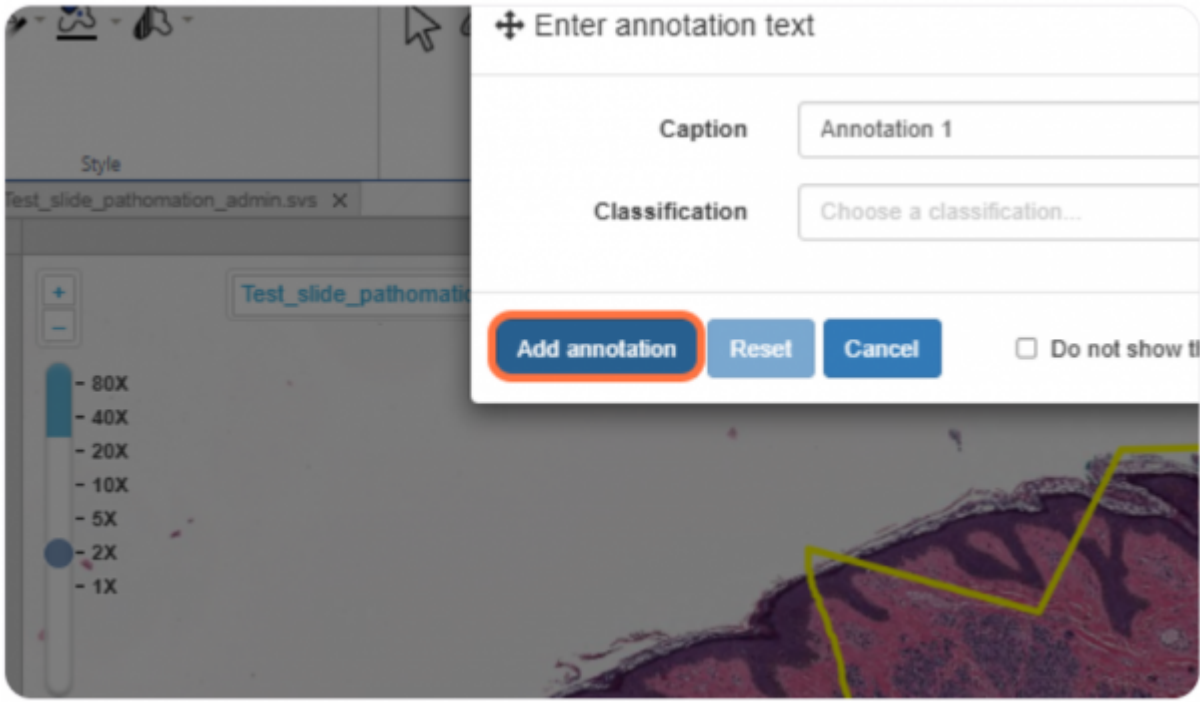 Enter annotation text
Caption Annotation 1
Style
Classification Choose a classification...
Test_slide_pathomation_admin.svs X
+
Test_slide_pathomatic
−
Add annotation Reset Cancel Do not show th
- 80X
- 40X
- 20X
- 10X
- 5X
- 2X
- 1X